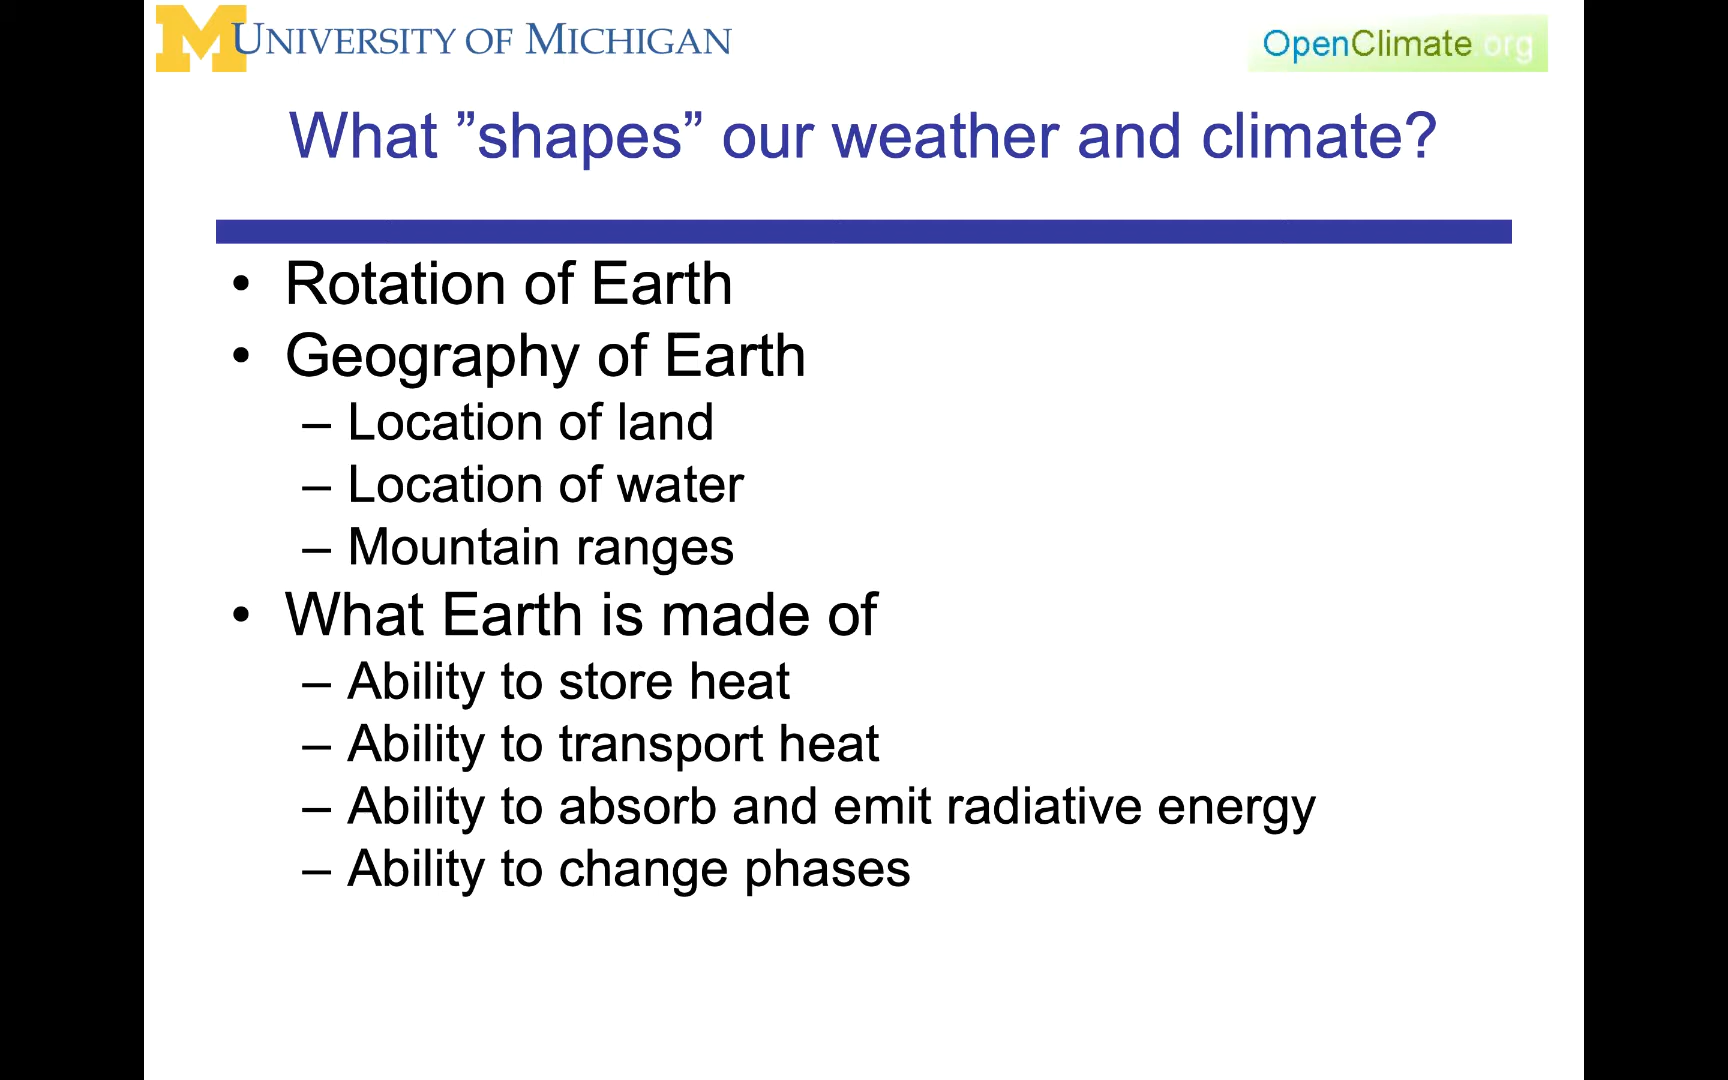 M UNIVERSITY OF MICHIGAN
OpenClimate.org
What ”shapes” our weather and climate?
• Rotation of Earth
• Geography of Earth
– Location of land
– Location of water
– Mountain ranges
• What Earth is made of
– Ability to store heat
– Ability to transport heat
– Ability to absorb and emit radiative energy
– Ability to change phases